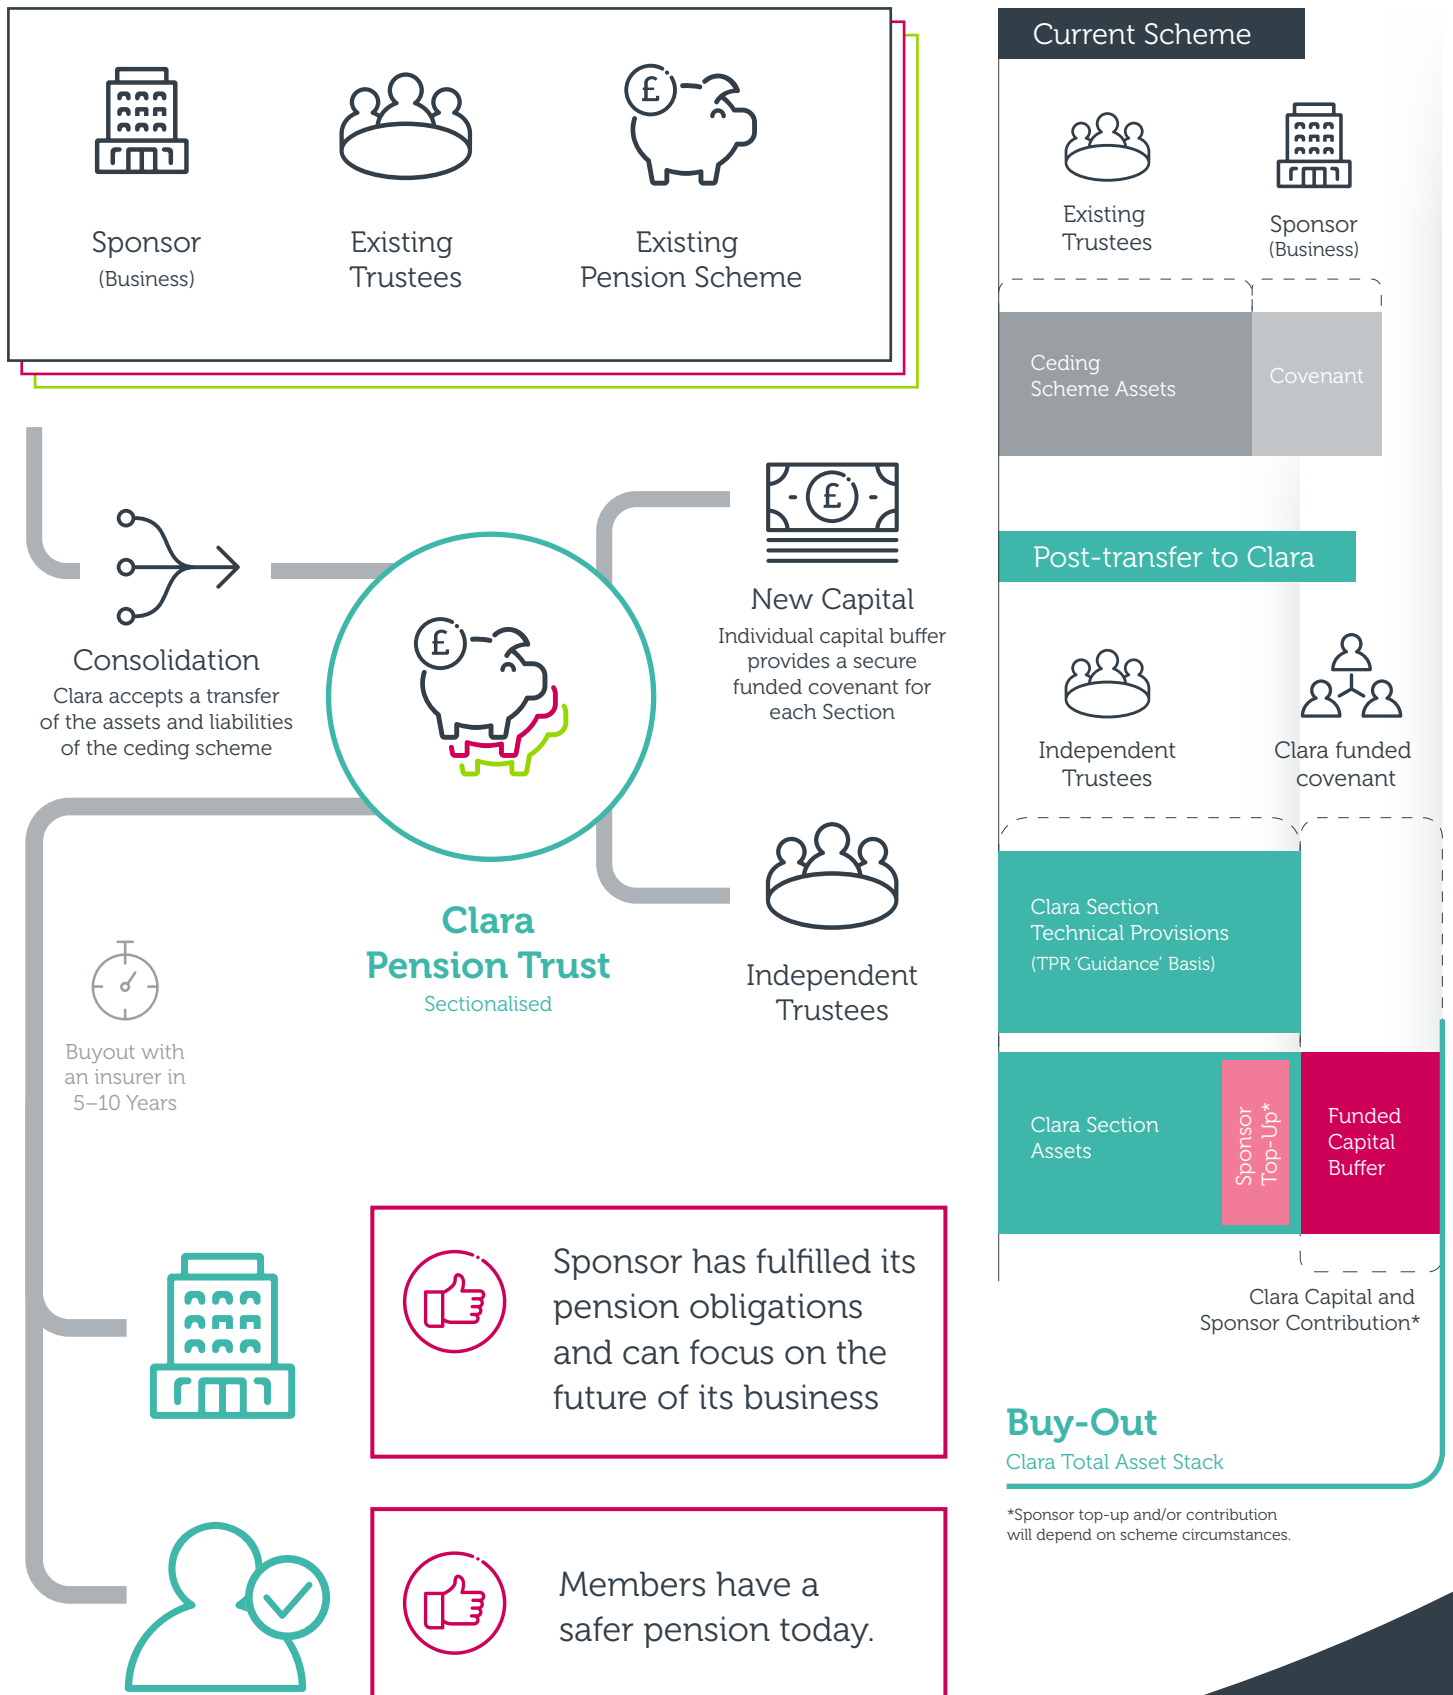 Sponsor
(Business)
Existing
Trustees
Existing
Pension Scheme
£
Consolidation
Clara accepts a transfer
of the assets and liabilities
of the ceding scheme
£
New Capital
Individual capital buffer
provides a secure
funded covenant for
each Section
£
Clara
Pension Trust
Sectionalised
Independent
Trustees
Buyout with
an insurer in
5–10 Years
Sponsor has fulfilled its
pension obligations
and can focus on the
future of its business
Members have a
safer pension today.
Current Scheme
Existing
Trustees
Sponsor
(Business)
Ceding
Scheme Assets
Covenant
Post-transfer to Clara
Independent
Trustees
Clara funded
covenant
Clara Section
Technical Provisions
(TPR ‘Guidance’ Basis)
Clara Section
Assets
Sponsor
Top-Up*
Funded
Capital
Buffer
Clara Capital and
Sponsor Contribution*
Buy-Out
Clara Total Asset Stack
*Sponsor top-up and/or contribution
will depend on scheme circumstances.